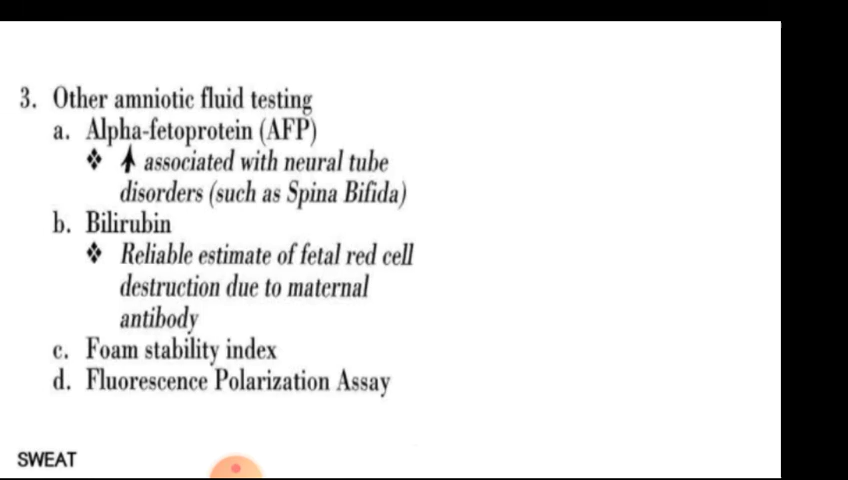 3. Other amniotic fluid testing
a. Alpha-fetoprotein (AFP)
❖ ↑ associated with neural tube
disorders (such as Spina Bifida)
b. Bilirubin
❖ Reliable estimate of fetal red cell
destruction due to maternal
antibody
c. Foam stability index
d. Fluorescence Polarization Assay
SWEAT